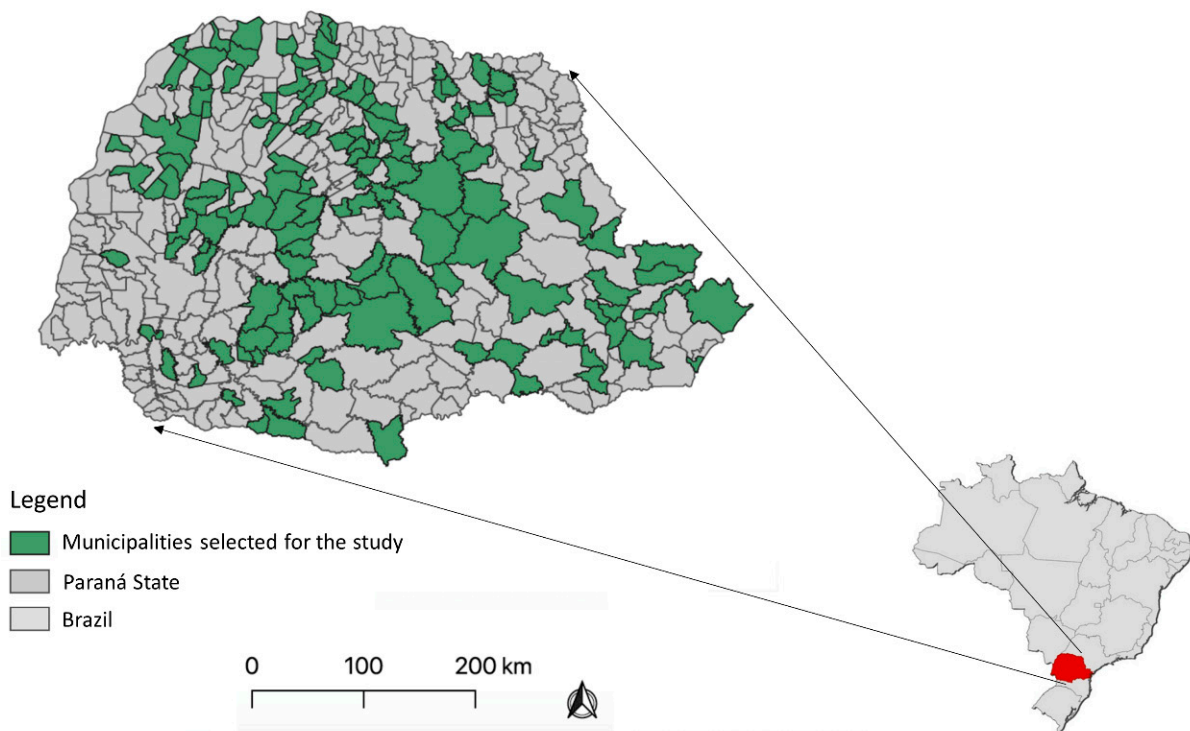 Legend
Municipalities selected for the study
Paraná State
Brazil
0 100 200 km